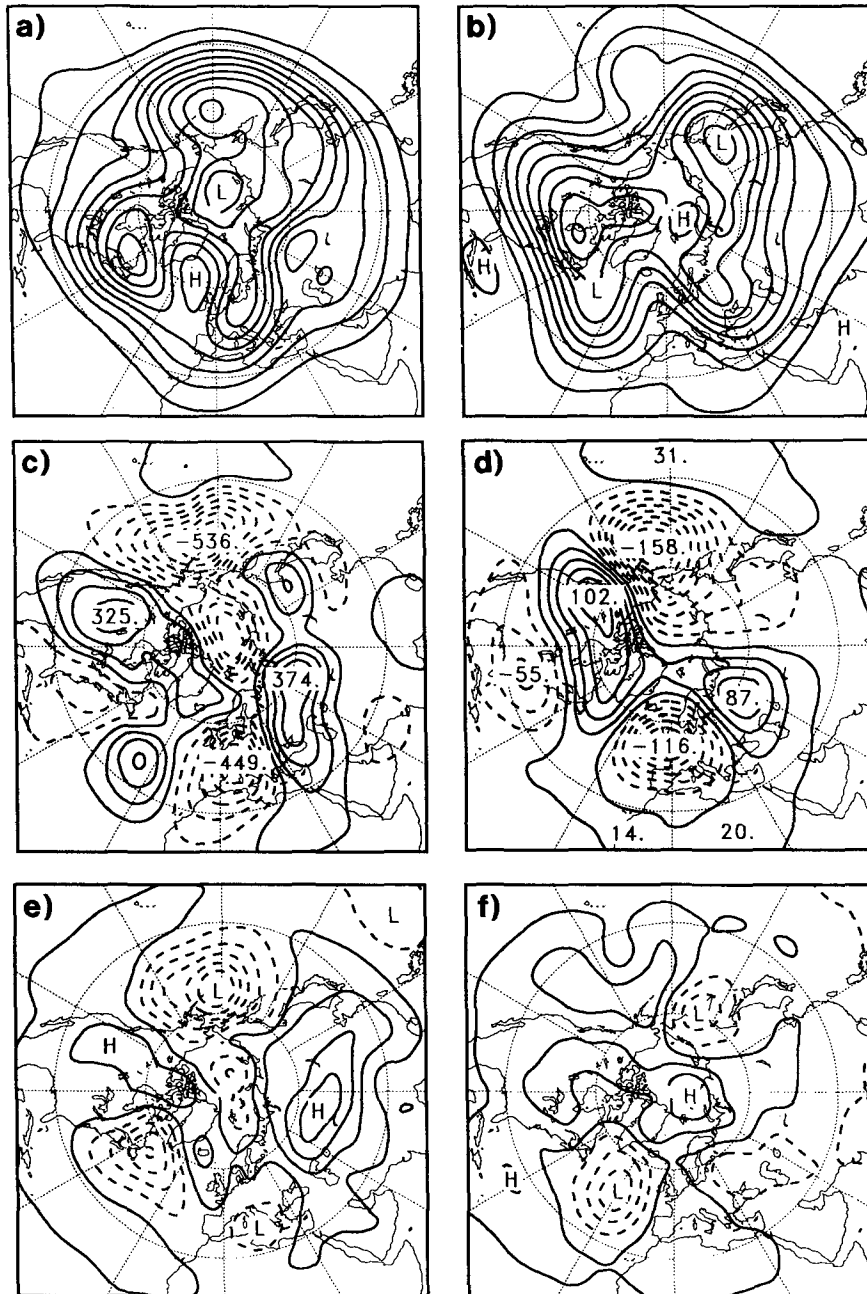 a)
L
H
b)
L
H
H
L
H
c)
-536.
325.
374.
-449.
d)
31.
-158.
102.
-55.
87
-116.
14.
20.
e)
L
L
H
H
L
f)
L
H
H
L